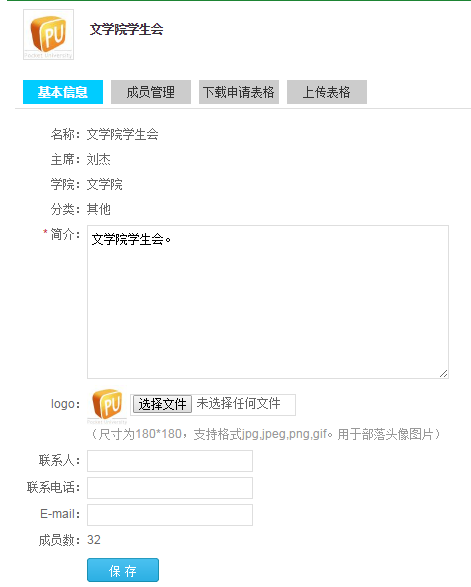 PU
Pocket University
文学院学生会
基本信息 成员管理 下载申请表格 上传表格
名称：文学院学生会
主席：刘杰
学院：文学院
分类：其他
* 简介：
文学院学生会。
logo：
PU
Pocket University
选择文件 未选择任何文件
（尺寸为180*180，支持格式jpg,jpeg,png,gif。用于部落头像图片）
联系人：
联系电话：
E-mail：
成员数：32
保 存